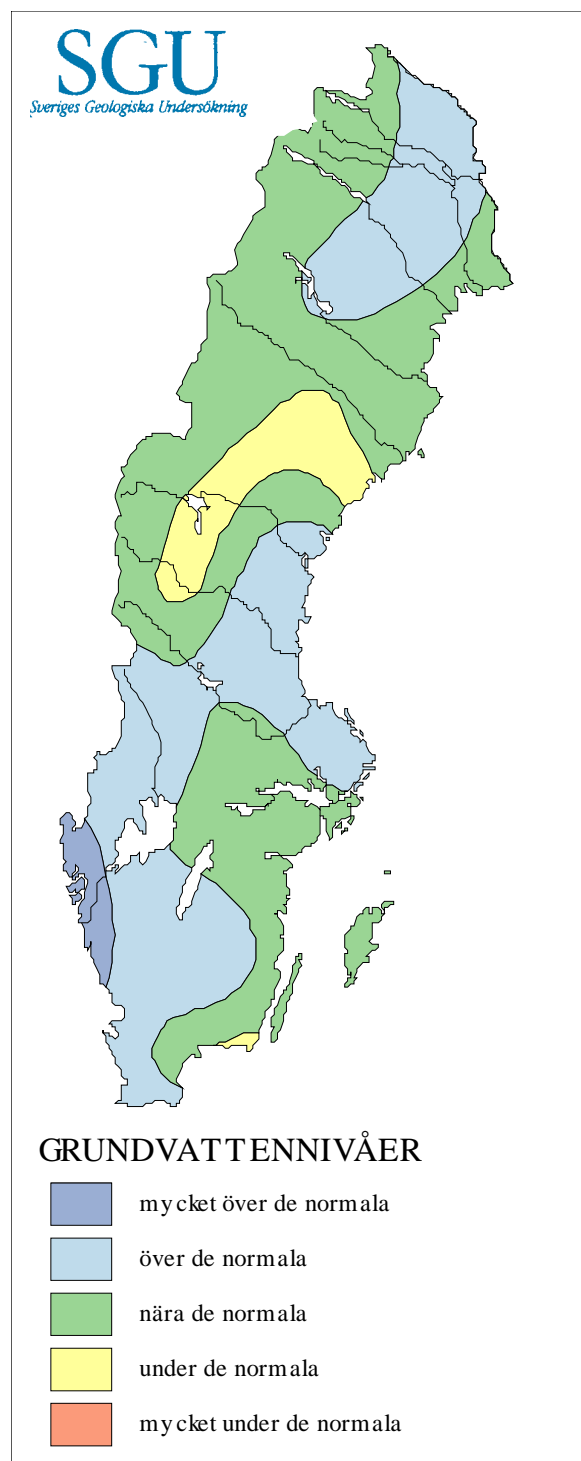 SGU
Sveriges Geologiska Undersökning
GRUNDVATTENNIVÅER
mycket över de normala
över de normala
nära de normala
under de normala
mycket under de normala